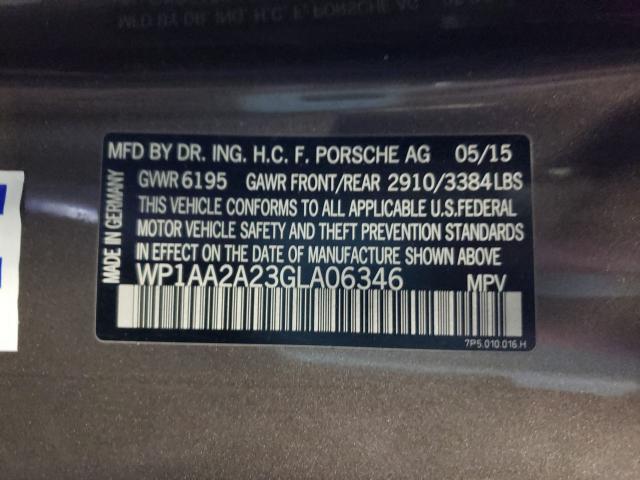 MFD BY DR. ING. H.C. F. PORSCHE AG 05/15
GVWR 6195 GAWR FRONT/REAR 2910/3384LBS
THIS VEHICLE CONFORMS TO ALL APPLICABLE U.S.FEDERAL
MOTOR VEHICLE SAFETY AND THEFT PREVENTION STANDARDS
IN EFFECT ON THE DATE OF MANUFACTURE SHOWN ABOVE
WP1AA2A23GLA06346 MPV
7P5.010.016.H
MADE IN GERMANY